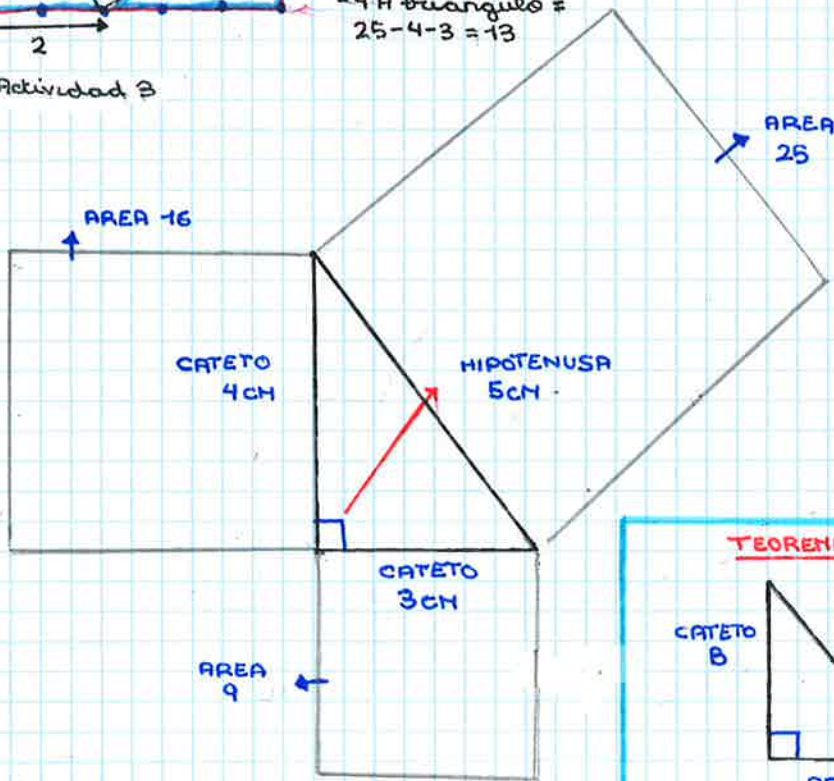 25-4-3=13
2
Actividad 3
AREA
25
AREA 16
CATETO
4CM
HIPOTENUSA
5CM
CATETO
3CM
AREA
9
CATETO
B